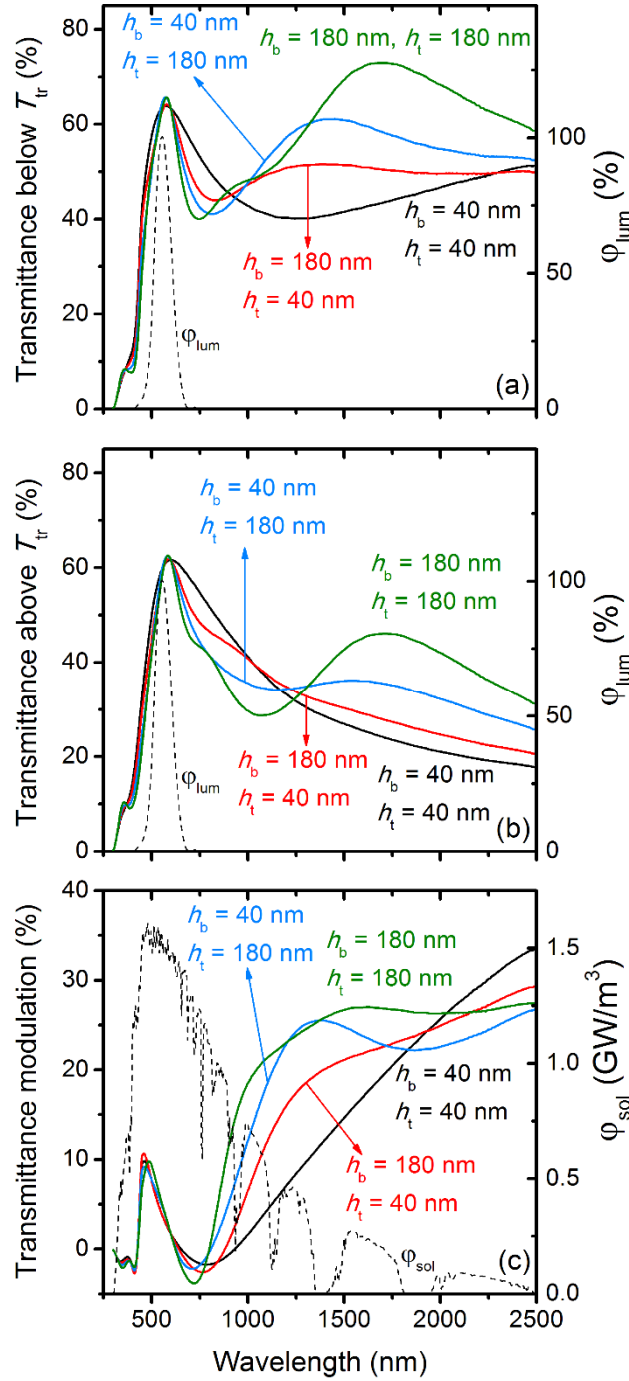 h_b = 40 nm
h_t = 180 nm
h_b = 180 nm, h_t = 180 nm
h_b = 40 nm
h_t = 40 nm
h_b = 180 nm
h_t = 40 nm
φ_lum
(a)
Transmittance below T_tr (%)
80
60
40
20
0
φ_lum (%)
100
50
0
h_b = 40 nm
h_t = 180 nm
h_b = 180 nm
h_t = 180 nm
h_b = 180 nm
h_t = 40 nm
h_b = 40 nm
h_t = 40 nm
φ_lum
(b)
Transmittance above T_tr (%)
80
60
40
20
0
φ_lum (%)
100
50
0
h_b = 40 nm
h_t = 180 nm
h_b = 180 nm
h_t = 180 nm
h_b = 40 nm
h_t = 40 nm
h_b = 180 nm
h_t = 40 nm
φ_sol
(c)
Transmittance modulation (%)
40
30
20
10
0
φ_sol (GW/m³)
1.5
1.0
0.5
0.0
500 1000 1500 2000 2500
Wavelength (nm)